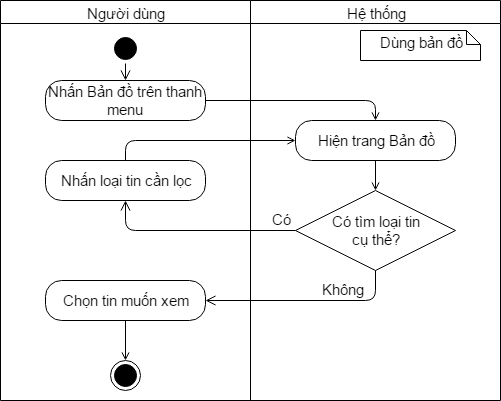 Người dùng
Hệ thống
Dùng bản đồ
Nhấn Bản đồ trên thanh
menu
Hiện trang Bản đồ
Nhấn loại tin cần lọc
Có
Có tìm loại tin
cụ thể?
Không
Chọn tin muốn xem